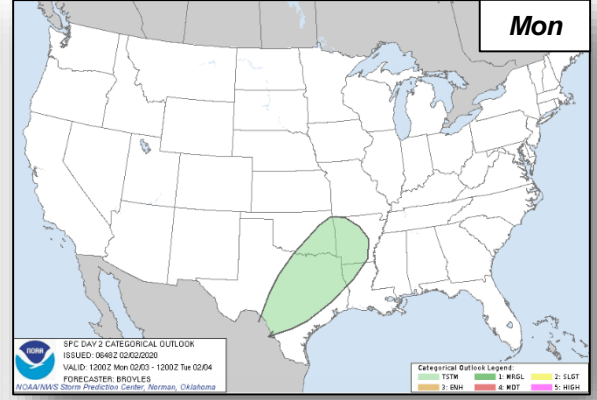 Mon
SPC DAY 2 CATEGORICAL OUTLOOK
ISSUED: 0648Z 02/02/2020
VALID: 1200Z Mon 02/03 - 1200Z Tue 02/04
FORECASTER: BROYLES
NOAA/NWS Storm Prediction Center, Norman, Oklahoma
NOAA
Categorical Outlook Legend:
TSTM 1: MRGL 2: SLGT
3: ENH 4: MDT 5: HIGH